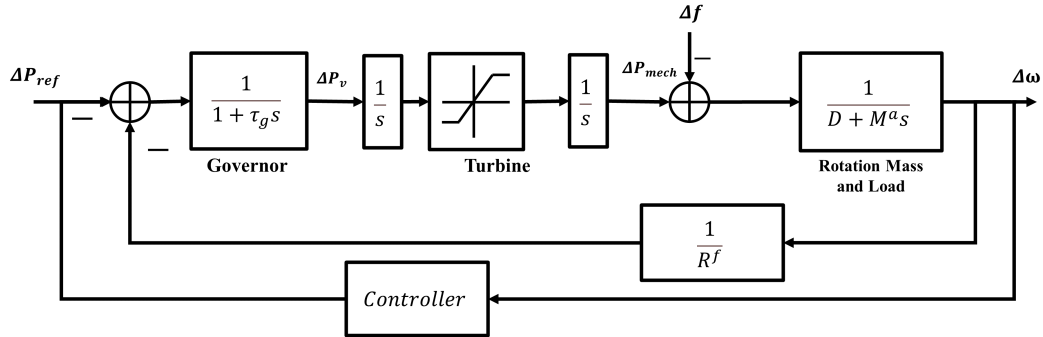 Δf
ΔP_ref
−
−
1
1 + τ_g s
Governor
ΔP_v
1
s
Turbine
1
s
ΔP_mech
−
1
D + M^a s
Rotation Mass
and Load
Δω
1
R^f
Controller